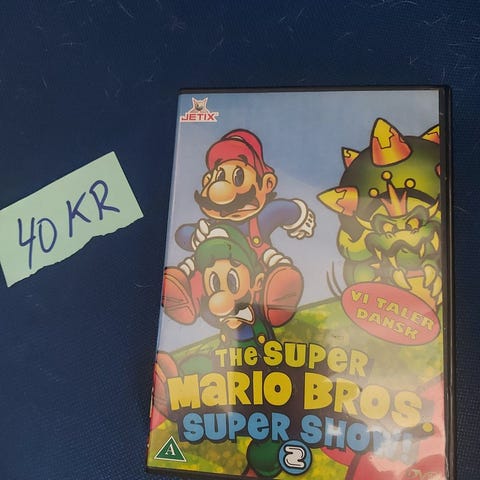 40 KR
JETIX
VI TALER
DANSK
THE SUPER
MARIO BROS.
SUPER SHOW!
2
A